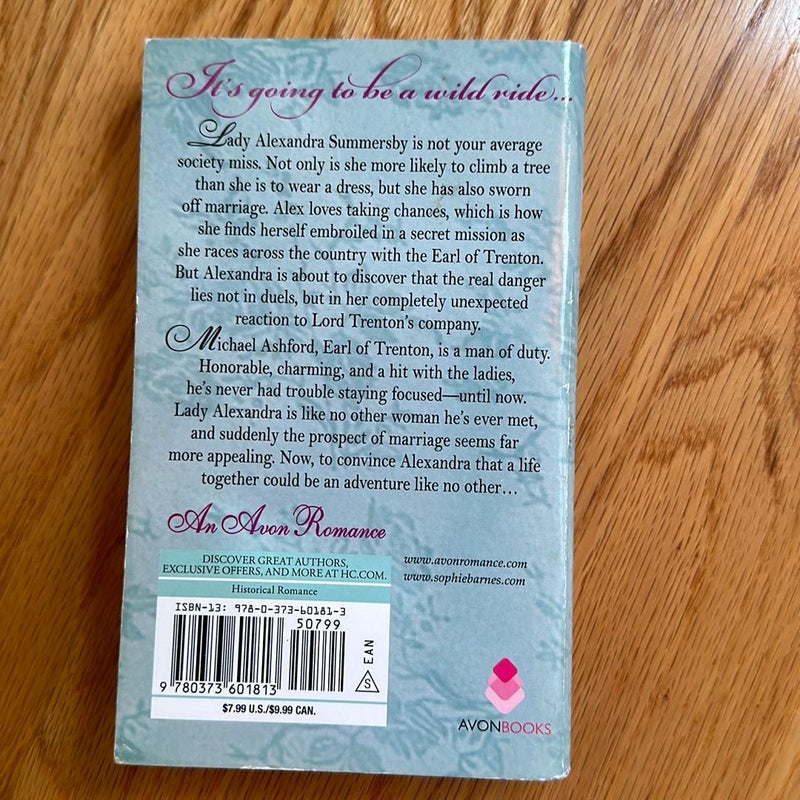 It's going to be a wild ride...
Lady Alexandra Summersby is not your average
society miss. Not only is she more likely to climb a tree
than she is to wear a dress, but she has also sworn
off marriage. Alex loves taking chances, which is how
she finds herself embroiled in a secret mission as
she races across the country with the Earl of Trenton.
But Alexandra is about to discover that the real danger
lies not in duels, but in her completely unexpected
reaction to Lord Trenton's company.
Michael Ashford, Earl of Trenton, is a man of duty.
Honorable, charming, and a hit with the ladies,
he's never had trouble staying focused—until now.
Lady Alexandra is like no other woman he's ever met,
and suddenly the prospect of marriage seems far
more appealing. Now, to convince Alexandra that a life
together could be an adventure like no other…
An Avon Romance
DISCOVER GREAT AUTHORS,
EXCLUSIVE OFFERS, AND MORE AT HC.COM.
Historical Romance
www.avonromance.com
www.sophiebarnes.com
ISBN-13: 978-0-373-60181-3
50799
EAN
S
9 780373 601813
$7.99 U.S./$9.99 CAN.
AVONBOOKS